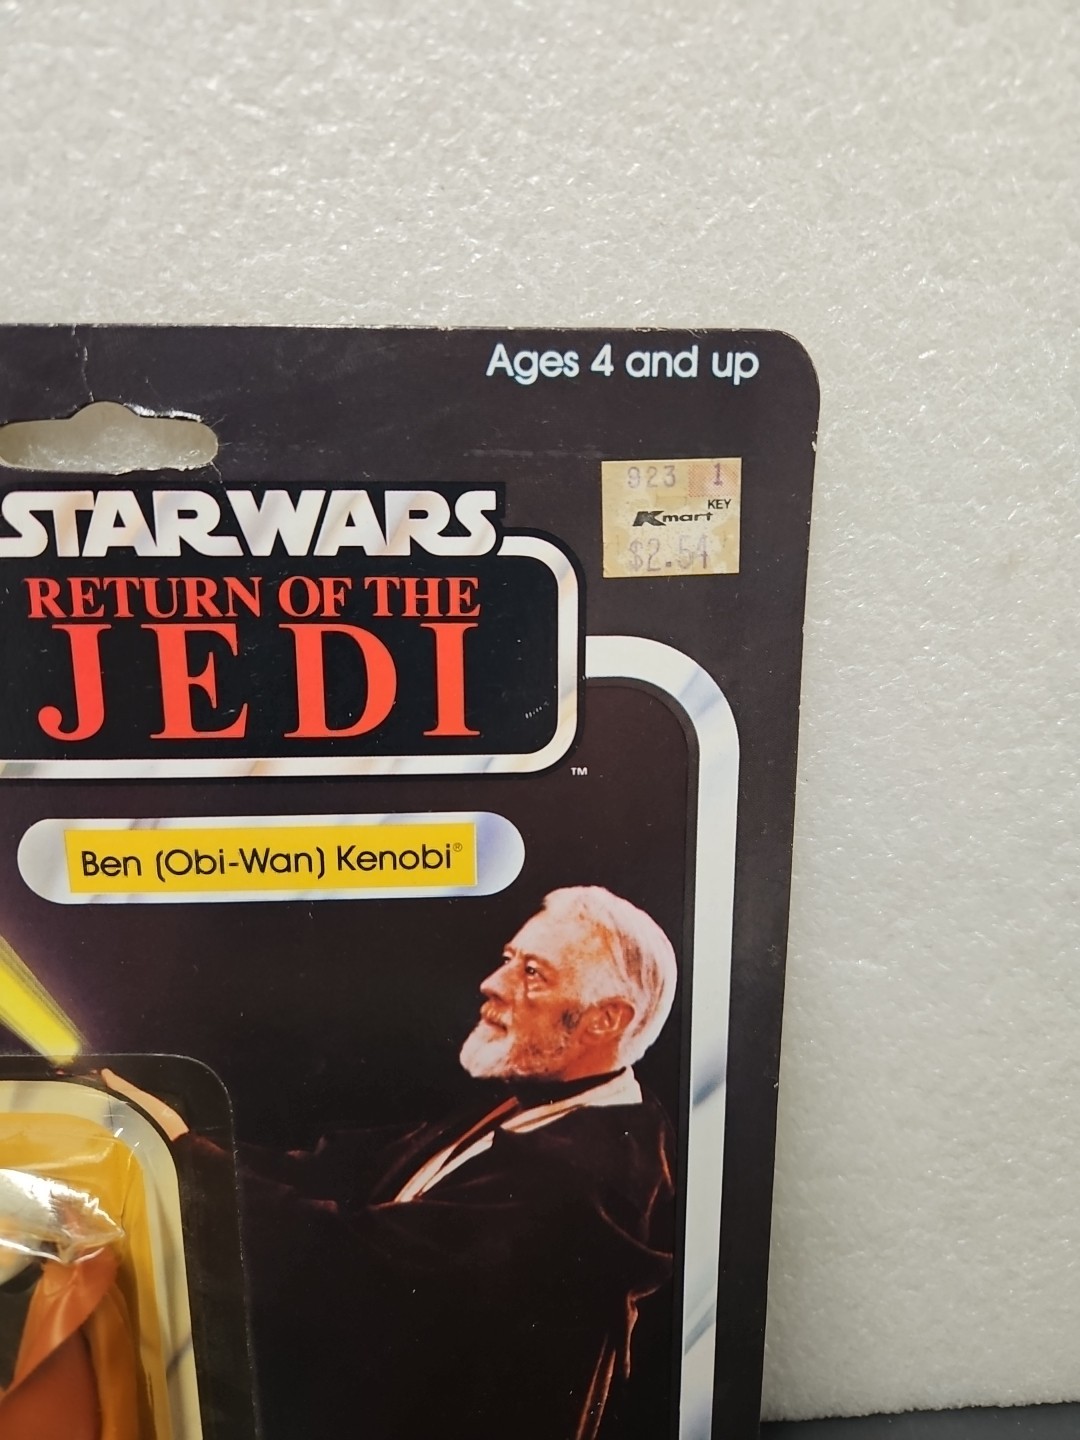 Ages 4 and up
923 1
KEY
Kmart
$2.54
STAR WARS
RETURN OF THE
JEDI
TM
Ben (Obi-Wan) Kenobi®